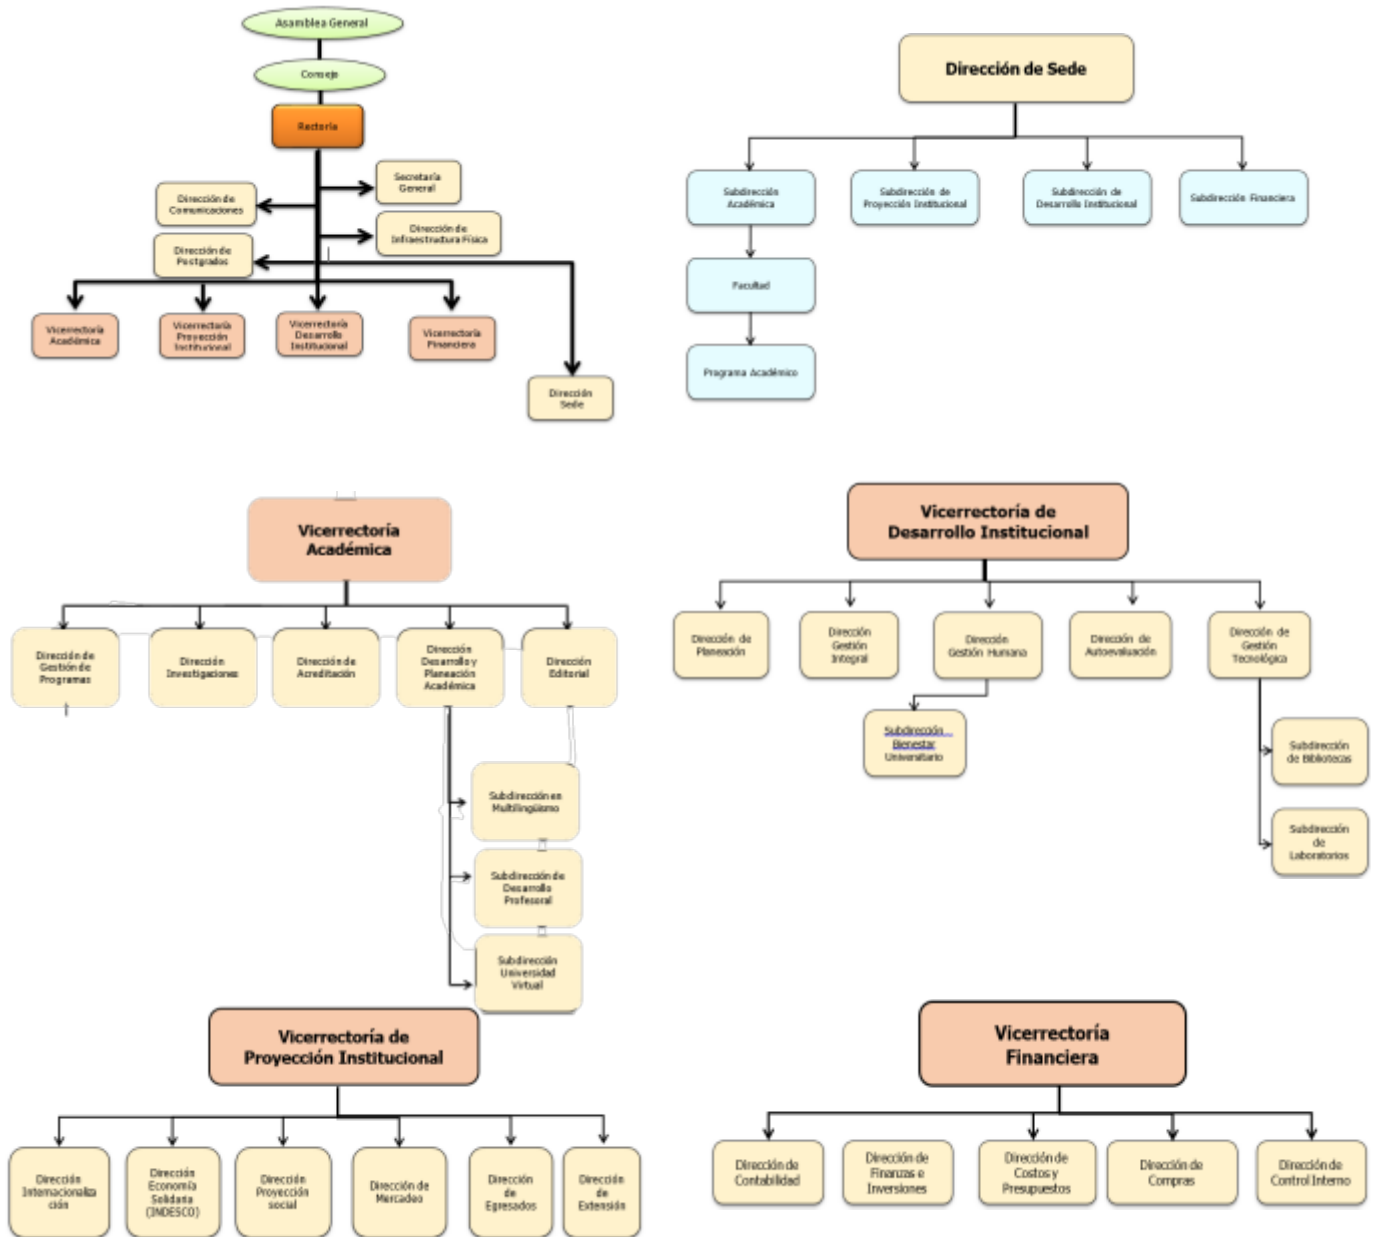 Asamblea General
Consejo
Rectoría
Secretaría
General
Dirección de
Comunicaciones
Dirección de
Infraestructura Física
Dirección de
Postgrados
Vicerrectoría
Académica
Vicerrectoría
Proyección
Institucional
Vicerrectoría
Desarrollo
Institucional
Vicerrectoría
Financiera
Dirección
Sede
Dirección de Sede
Subdirección
Académica
Subdirección de
Proyección Institucional
Subdirección de
Desarrollo Institucional
Subdirección Financiera
Facultad
Programa Académico
Vicerrectoría
Académica
Dirección de
Gestión de
Programas
Dirección
Investigaciones
Dirección de
Acreditación
Dirección
Desarrollo y
Planeación
Académica
Dirección
Editorial
Subdirección en
Multilingüismo
Subdirección de
Desarrollo
Profesoral
Subdirección
Universidad
Virtual
Vicerrectoría de
Desarrollo Institucional
Dirección de
Planeación
Dirección
Gestión
Integral
Dirección
Gestión Humana
Dirección de
Autoevaluación
Dirección de
Gestión
Tecnológica
Subdirección
Bienestar
Universitario
Subdirección
de Bibliotecas
Subdirección
de
Laboratorios
Vicerrectoría de
Proyección Institucional
Dirección
Internacionaliza
ción
Dirección
Economía
Solidaria
(INDESCO)
Dirección
Proyección
social
Dirección de
Mercadeo
Dirección
de
Egresados
Dirección
de
Extensión
Vicerrectoría
Financiera
Dirección de
Contabilidad
Dirección de
Finanzas e
Inversiones
Dirección de
Costos y
Presupuestos
Dirección de
Compras
Dirección de
Control Interno